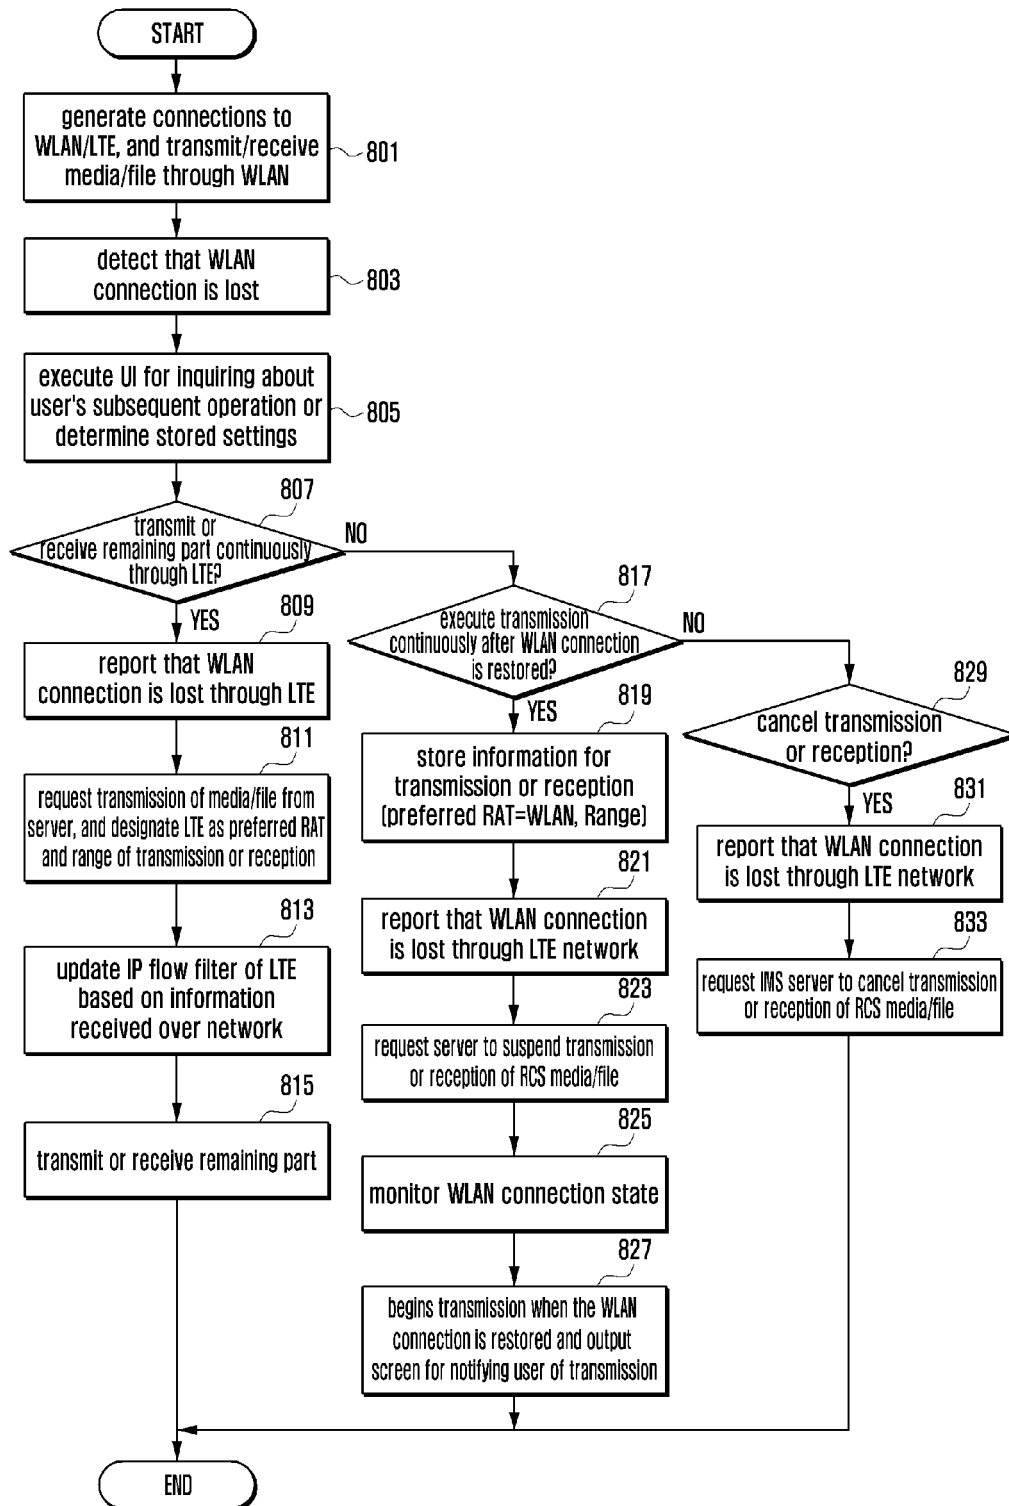 START
generate connections to
WLAN/LTE, and transmit/receive
media/file through WLAN
801
detect that WLAN
connection is lost
803
execute UI for inquiring about
user's subsequent operation or
determine stored settings
805
807
transmit or
receive remaining part continuously
through LTE?
NO
YES
809
report that WLAN
connection is lost through LTE
811
request transmission of media/file from
server, and designate LTE as preferred RAT
and range of transmission or reception
813
update IP flow filter of LTE
based on information
received over network
815
transmit or receive remaining part
817
execute transmission
continuously after WLAN connection
is restored?
NO
YES
819
store information for
transmission or reception
(preferred RAT=WLAN, Range)
821
report that WLAN connection
is lost through LTE network
823
request server to suspend transmission
or reception of RCS media/file
825
monitor WLAN connection state
827
begins transmission when the WLAN
connection is restored and output
screen for notifying user of transmission
829
cancel transmission
or reception?
YES
831
report that WLAN connection
is lost through LTE network
833
request IMS server to cancel transmission
or reception of RCS media/file
END